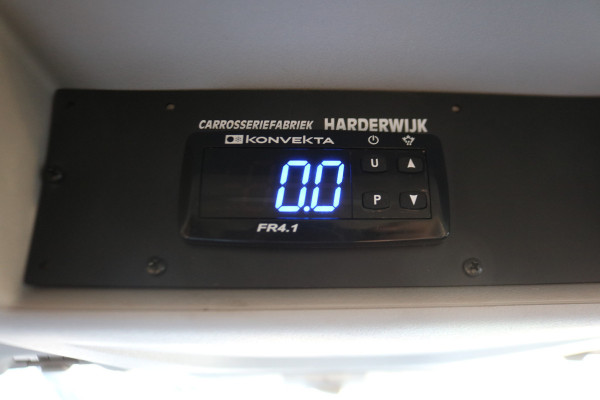 CARROSSERIEFABRIEK HARDERWIJK
KONVEKTA
0.0
U
P
FR4.1